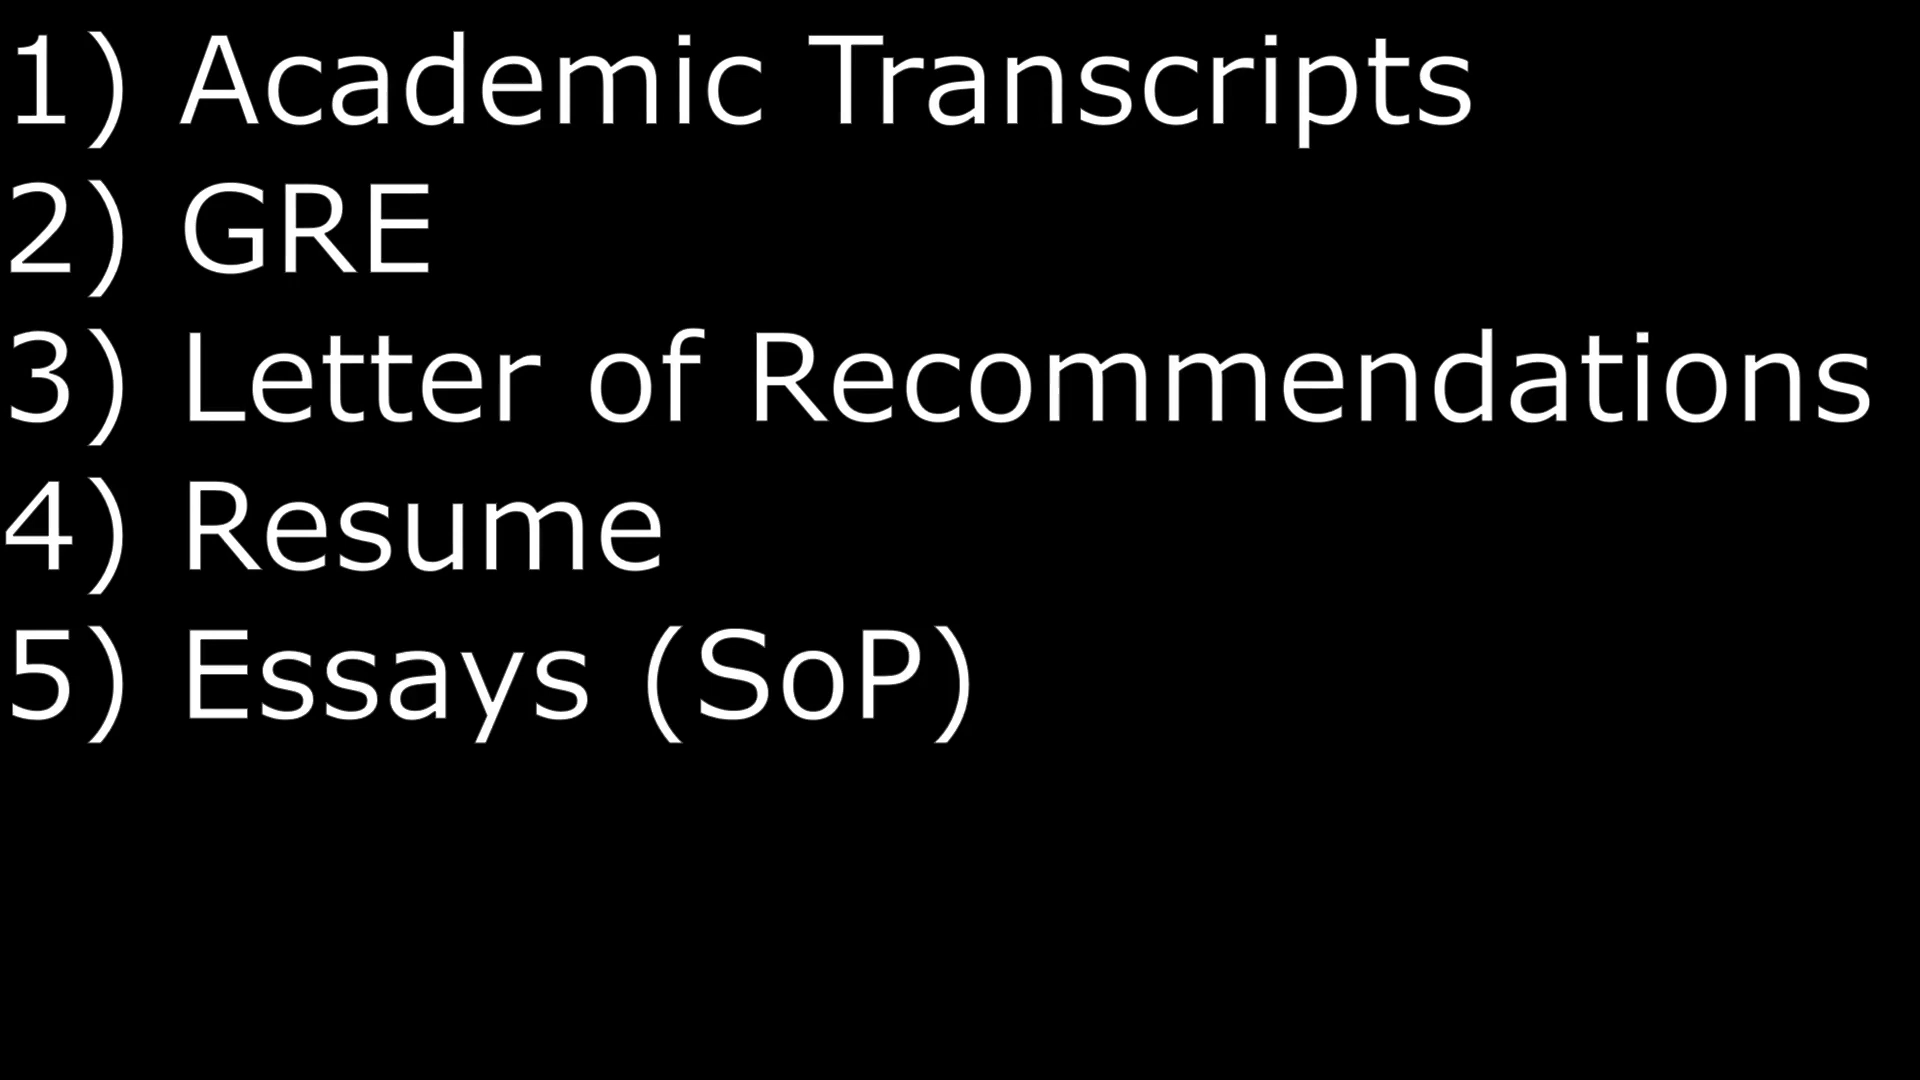 1) Academic Transcripts
2) GRE
3) Letter of Recommendations
4) Resume
5) Essays (SoP)